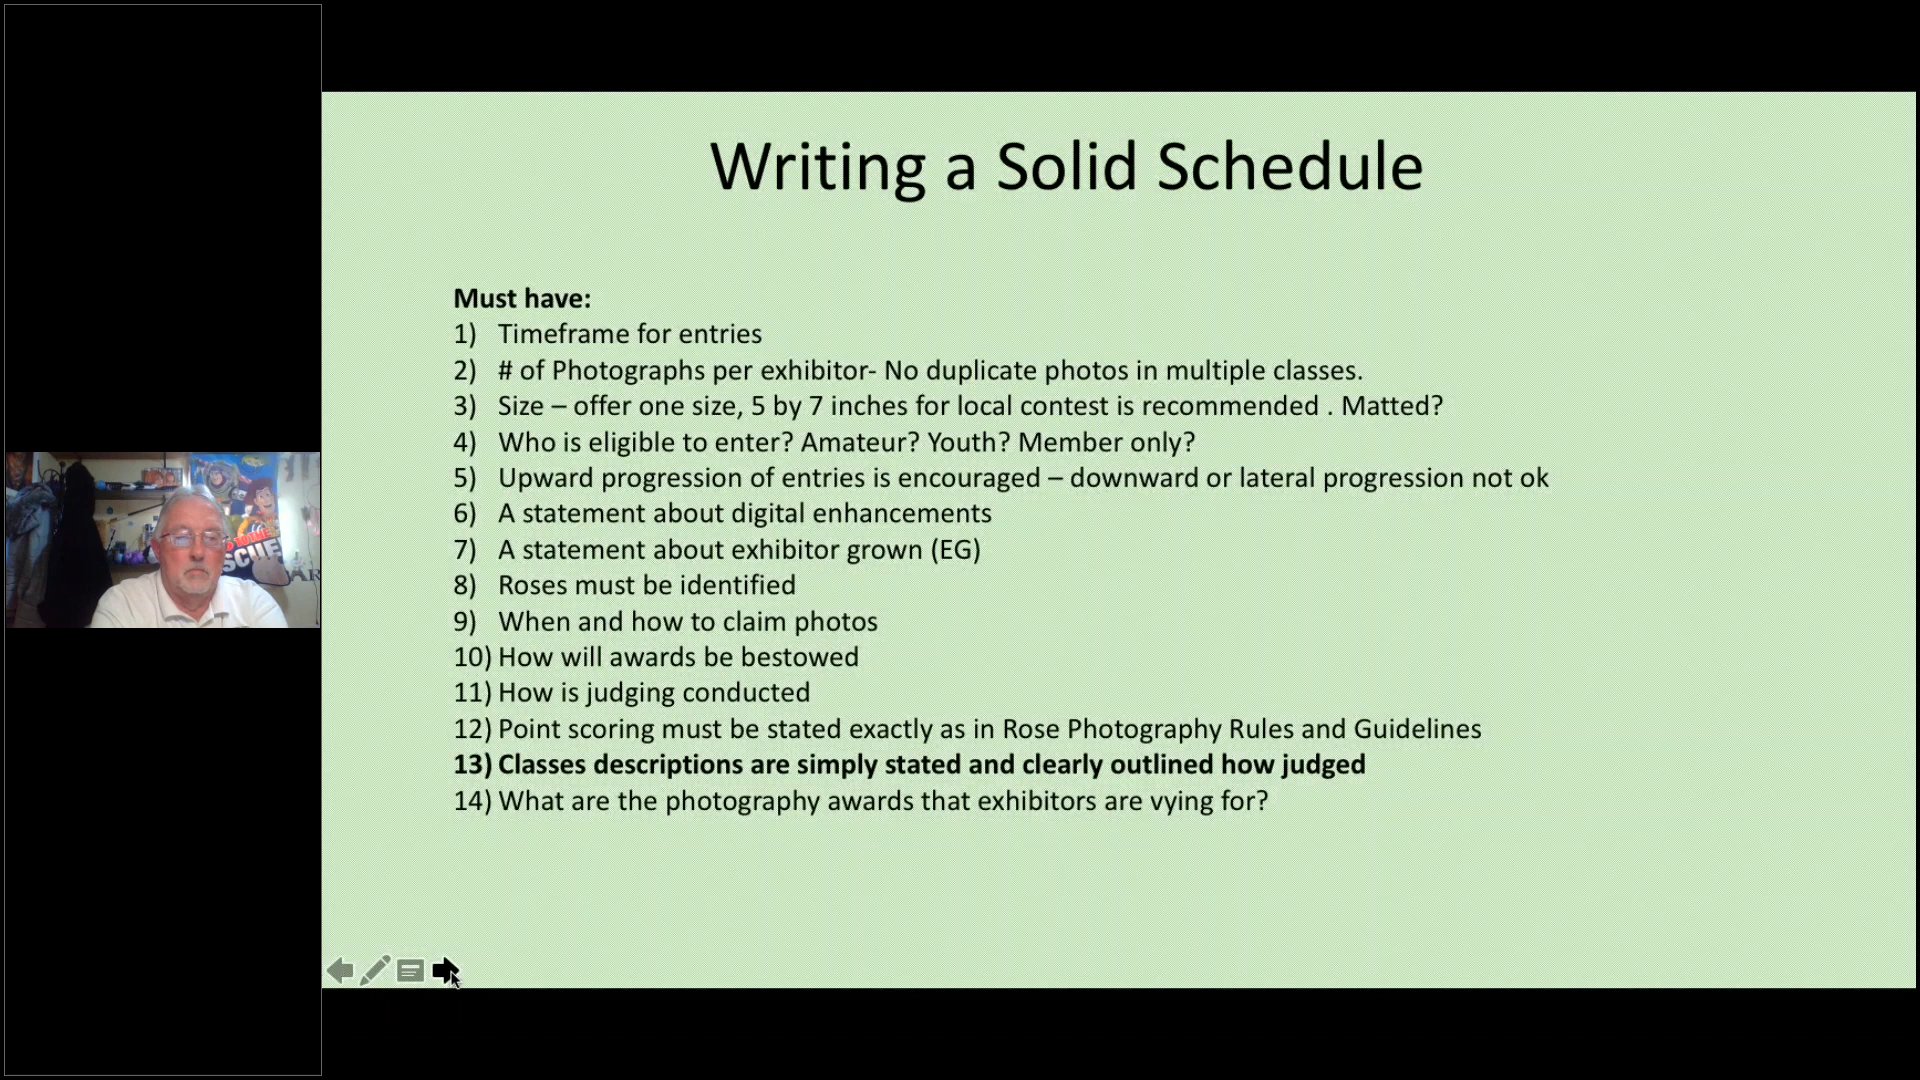 Writing a Solid Schedule
Must have:
1) Timeframe for entries
2) # of Photographs per exhibitor- No duplicate photos in multiple classes.
3) Size – offer one size, 5 by 7 inches for local contest is recommended . Matted?
4) Who is eligible to enter? Amateur? Youth? Member only?
5) Upward progression of entries is encouraged – downward or lateral progression not ok
6) A statement about digital enhancements
7) A statement about exhibitor grown (EG)
8) Roses must be identified
9) When and how to claim photos
10) How will awards be bestowed
11) How is judging conducted
12) Point scoring must be stated exactly as in Rose Photography Rules and Guidelines
13) Classes descriptions are simply stated and clearly outlined how judged
14) What are the photography awards that exhibitors are vying for?